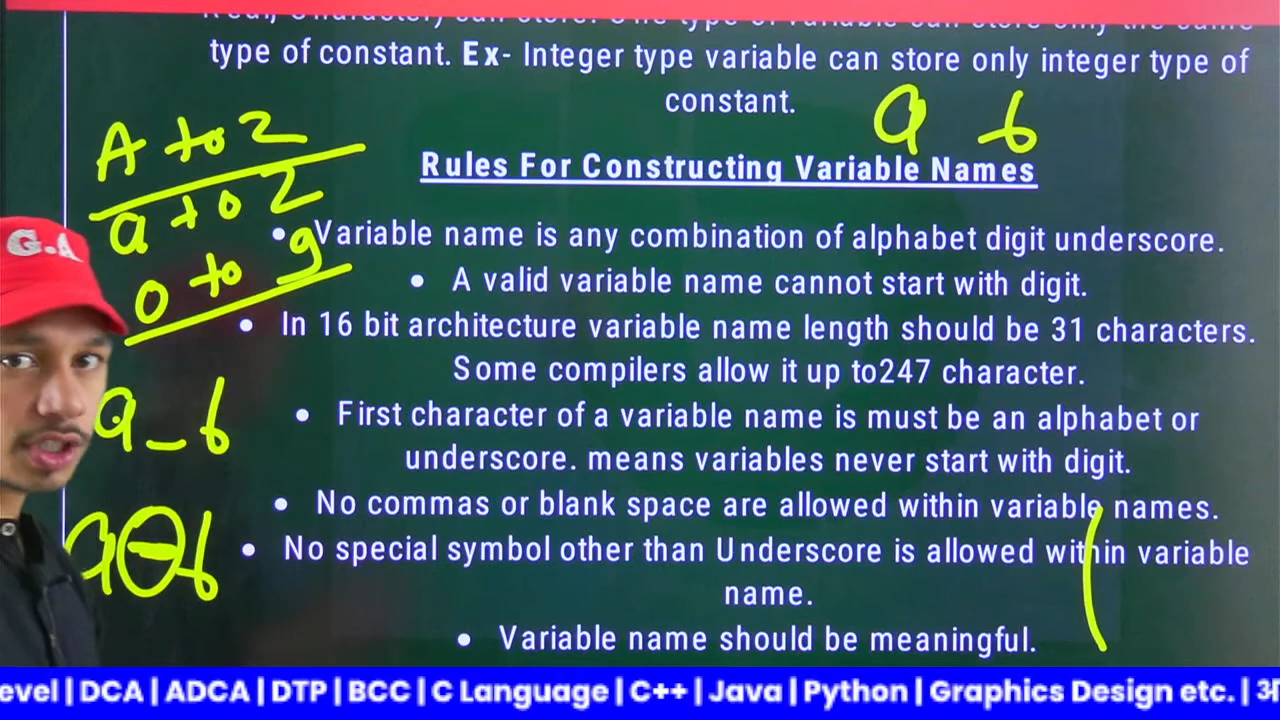 type of constant. Ex- Integer type variable can store only integer type of
constant.
a b
A to Z
Rules For Constructing Variable Names
a to z
0 to 9
• Variable name is any combination of alphabet digit underscore.
G.A
• A valid variable name cannot start with digit.
• In 16 bit architecture variable name length should be 31 characters.
Some compilers allow it up to247 character.
a_b
• First character of a variable name is must be an alphabet or
underscore. means variables never start with digit.
• No commas or blank space are allowed within variable names.
a-b
• No special symbol other than Underscore is allowed within variable
name.
• Variable name should be meaningful.
evel | DCA | ADCA | DTP | BCC | C Language | C++ | Java | Python | Graphics Design etc. |